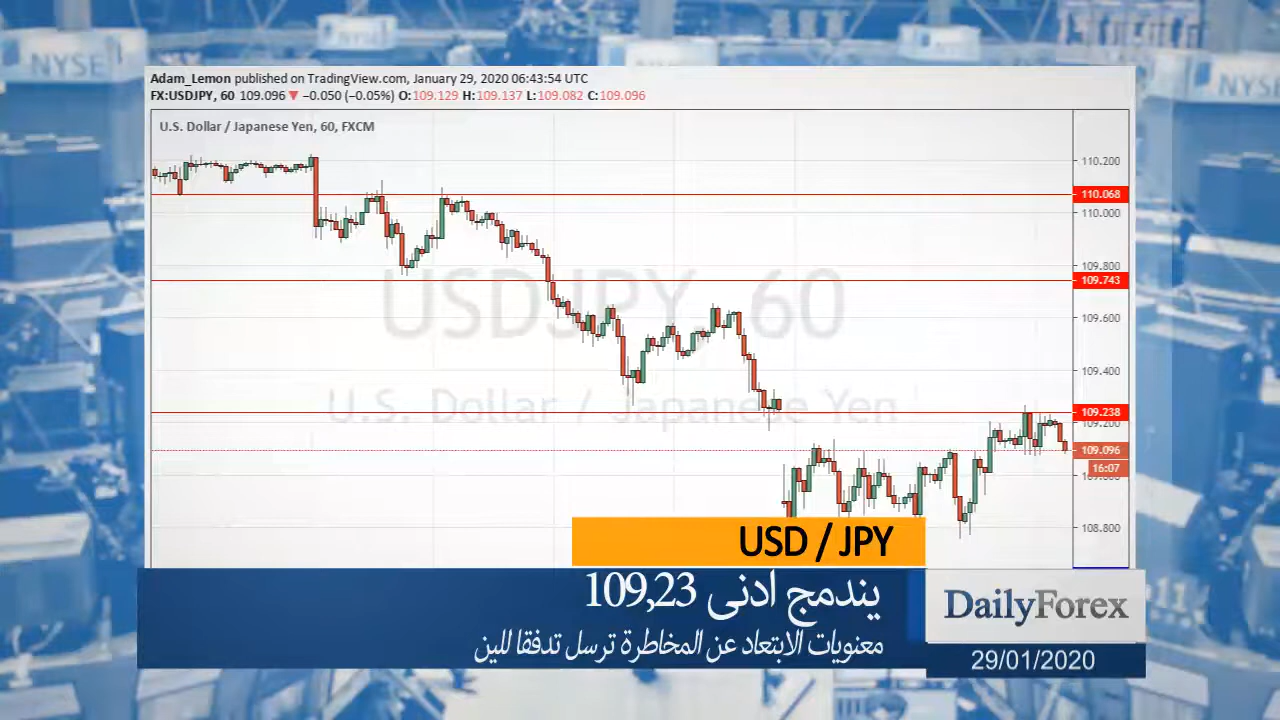 NYSE
NYSE
Adam_Lemon published on TradingView.com, January 29, 2020 06:43:54 UTC
FX:USDJPY, 60 109.096 ▼ −0.050 (−0.05%) O:109.129 H:109.137 L:109.082 C:109.096
U.S. Dollar / Japanese Yen, 60, FXCM
USDJPY, 60
U.S. Dollar / Japanese Yen
110.200
110.068
110.000
109.800
109.743
109.600
109.400
109.238
109.200
109.096
16:07
109.000
108.800
USD / JPY
يندمج ادنى 109,23
معنويات الابتعاد عن المخاطرة ترسل تدفقا للين
DailyForex
29/01/2020